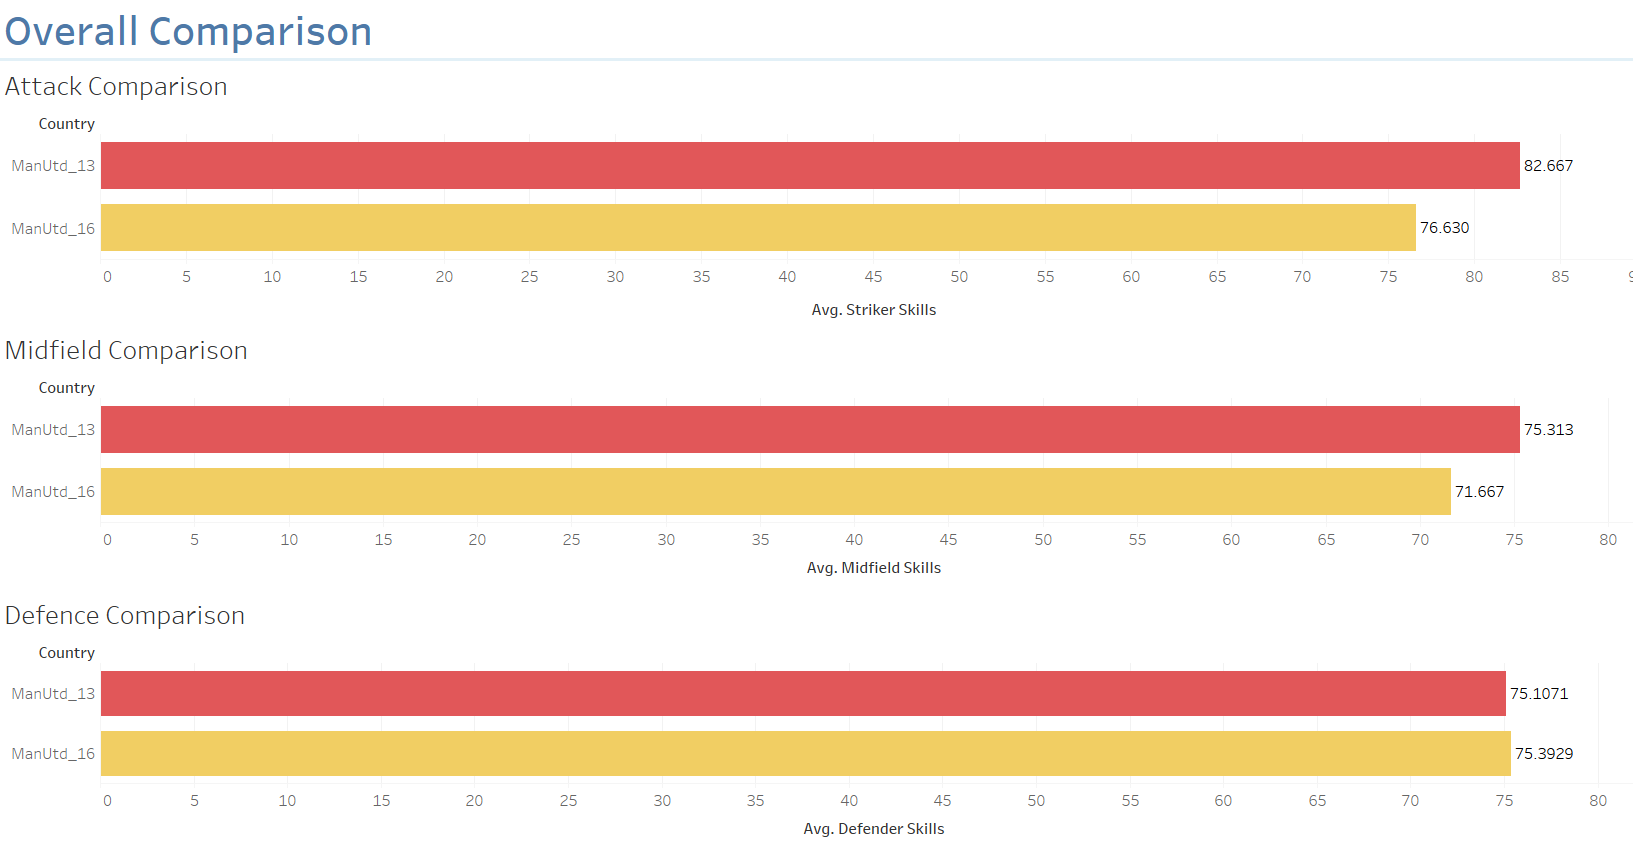 Overall Comparison
Attack Comparison
Country
ManUtd_13
82.667
ManUtd_16
76.630
0 5 10 15 20 25 30 35 40 45 50 55 60 65 70 75 80 85
Avg. Striker Skills
Midfield Comparison
Country
ManUtd_13
75.313
ManUtd_16
71.667
0 5 10 15 20 25 30 35 40 45 50 55 60 65 70 75 80
Avg. Midfield Skills
Defence Comparison
Country
ManUtd_13
75.1071
ManUtd_16
75.3929
0 5 10 15 20 25 30 35 40 45 50 55 60 65 70 75 80
Avg. Defender Skills